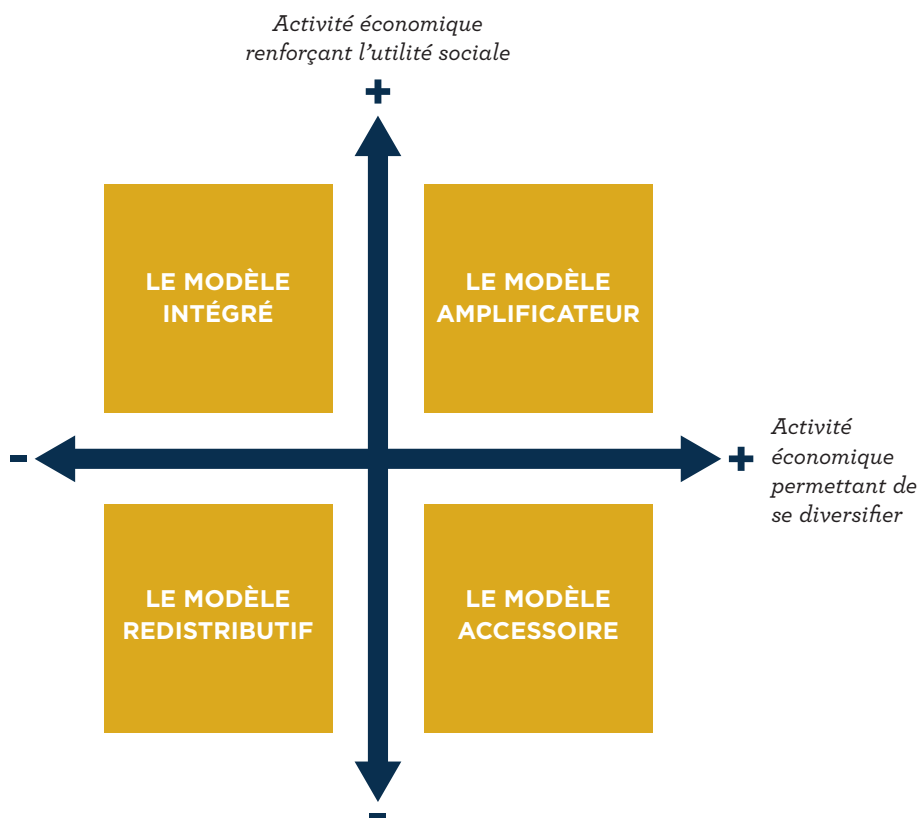 Activité économique
renforçant l’utilité sociale
+
LE MODÈLE
INTÉGRÉ
LE MODÈLE
AMPLIFICATEUR
-
+
Activité
économique
permettant de
se diversifier
LE MODÈLE
REDISTRIBUTIF
LE MODÈLE
ACCESSOIRE
-